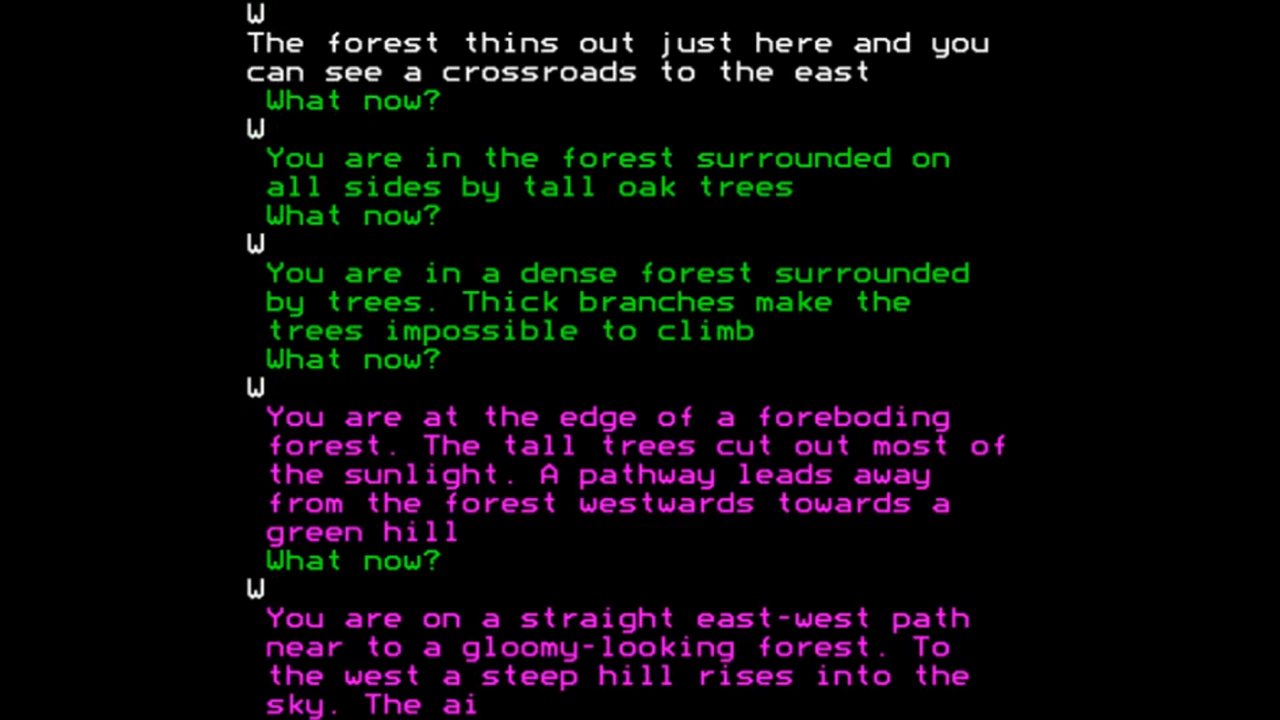 W
The forest thins out just here and you
can see a crossroads to the east
What now?
W
You are in the forest surrounded on
all sides by tall oak trees
What now?
W
You are in a dense forest surrounded
by trees. Thick branches make the
trees impossible to climb
What now?
W
You are at the edge of a foreboding
forest. The tall trees cut out most of
the sunlight. A pathway leads away
from the forest westwards towards a
green hill
What now?
W
You are on a straight east-west path
near to a gloomy-looking forest. To
the west a steep hill rises into the
sky. The ai